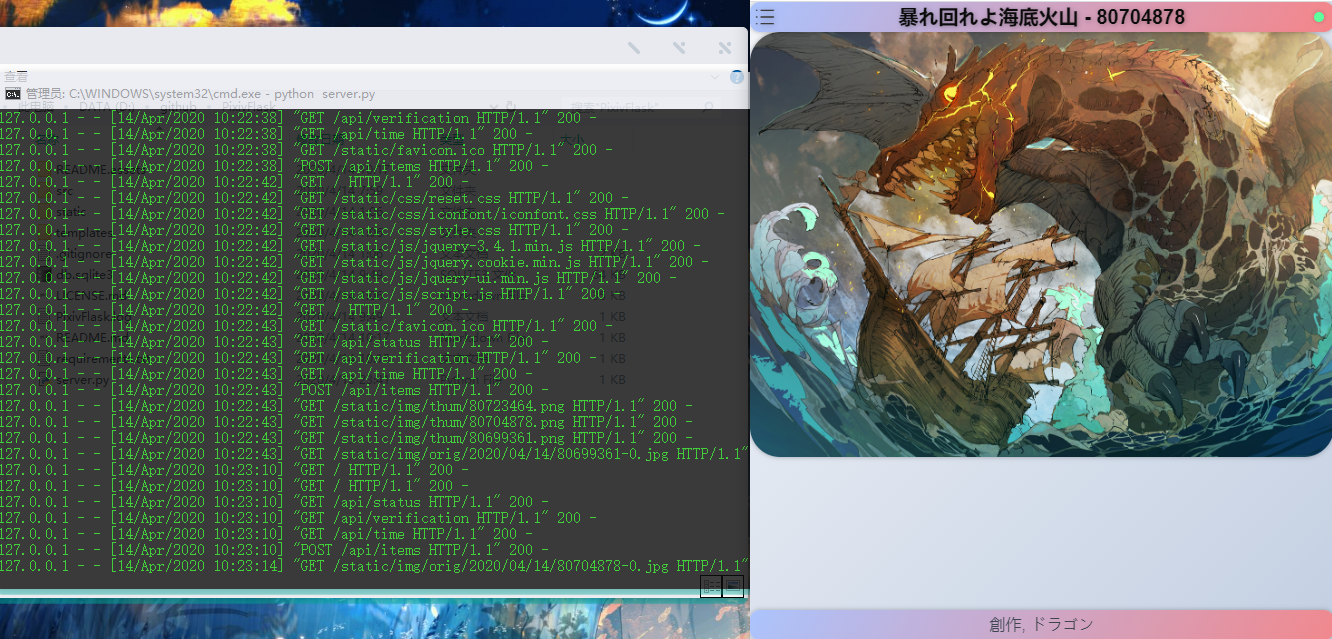 查看
管理员: C:\WINDOWS\system32\cmd.exe - python server.py
此电脑 DATA (D:) github PixivFlask
127.0.0.1 - - [14/Apr/2020 10:22:38] "GET /api/verification HTTP/1.1" 200 -
127.0.0.1 - - [14/Apr/2020 10:22:38] "GET /api/time HTTP/1.1" 200 -
127.0.0.1 - - [14/Apr/2020 10:22:38] "GET /static/favicon.ico HTTP/1.1" 200 -
127.0.0.1 - - [14/Apr/2020 10:22:38] "POST /api/items HTTP/1.1" 200 -
127.0.0.1 - - [14/Apr/2020 10:22:42] "GET / HTTP/1.1" 200 -
127.0.0.1 - - [14/Apr/2020 10:22:42] "GET /static/css/reset.css HTTP/1.1" 200 -
127.0.0.1 - - [14/Apr/2020 10:22:42] "GET /static/css/iconfont/iconfont.css HTTP/1.1" 200 -
127.0.0.1 - - [14/Apr/2020 10:22:42] "GET /static/css/style.css HTTP/1.1" 200 -
127.0.0.1 - - [14/Apr/2020 10:22:42] "GET /static/js/jquery-3.4.1.min.js HTTP/1.1" 200 -
127.0.0.1 - - [14/Apr/2020 10:22:42] "GET /static/js/jquery.cookie.min.js HTTP/1.1" 200 -
127.0.0.1 - - [14/Apr/2020 10:22:42] "GET /static/js/jquery-ui.min.js HTTP/1.1" 200 -
127.0.0.1 - - [14/Apr/2020 10:22:42] "GET /static/js/script.js HTTP/1.1" 200 -
127.0.0.1 - - [14/Apr/2020 10:22:42] "GET / HTTP/1.1" 200 -
127.0.0.1 - - [14/Apr/2020 10:22:43] "GET /static/favicon.ico HTTP/1.1" 200 -
127.0.0.1 - - [14/Apr/2020 10:22:43] "GET /api/status HTTP/1.1" 200 -
127.0.0.1 - - [14/Apr/2020 10:22:43] "GET /api/verification HTTP/1.1" 200 -
127.0.0.1 - - [14/Apr/2020 10:22:43] "GET /api/time HTTP/1.1" 200 -
127.0.0.1 - - [14/Apr/2020 10:22:43] "POST /api/items HTTP/1.1" 200 -
127.0.0.1 - - [14/Apr/2020 10:22:43] "GET /static/img/thum/80723464.png HTTP/1.1" 200 -
127.0.0.1 - - [14/Apr/2020 10:22:43] "GET /static/img/thum/80704878.png HTTP/1.1" 200 -
127.0.0.1 - - [14/Apr/2020 10:22:43] "GET /static/img/thum/80699361.png HTTP/1.1" 200 -
127.0.0.1 - - [14/Apr/2020 10:22:43] "GET /static/img/orig/2020/04/14/80699361-0.jpg HTTP/1.1"
127.0.0.1 - - [14/Apr/2020 10:23:10] "GET / HTTP/1.1" 200 -
127.0.0.1 - - [14/Apr/2020 10:23:10] "GET / HTTP/1.1" 200 -
127.0.0.1 - - [14/Apr/2020 10:23:10] "GET /api/status HTTP/1.1" 200 -
127.0.0.1 - - [14/Apr/2020 10:23:10] "GET /api/verification HTTP/1.1" 200 -
127.0.0.1 - - [14/Apr/2020 10:23:10] "GET /api/time HTTP/1.1" 200 -
127.0.0.1 - - [14/Apr/2020 10:23:10] "POST /api/items HTTP/1.1" 200 -
127.0.0.1 - - [14/Apr/2020 10:23:14] "GET /static/img/orig/2020/04/14/80704878-0.jpg HTTP/1.1"
暴れ回れよ海底火山 - 80704878
創作, ドラゴン